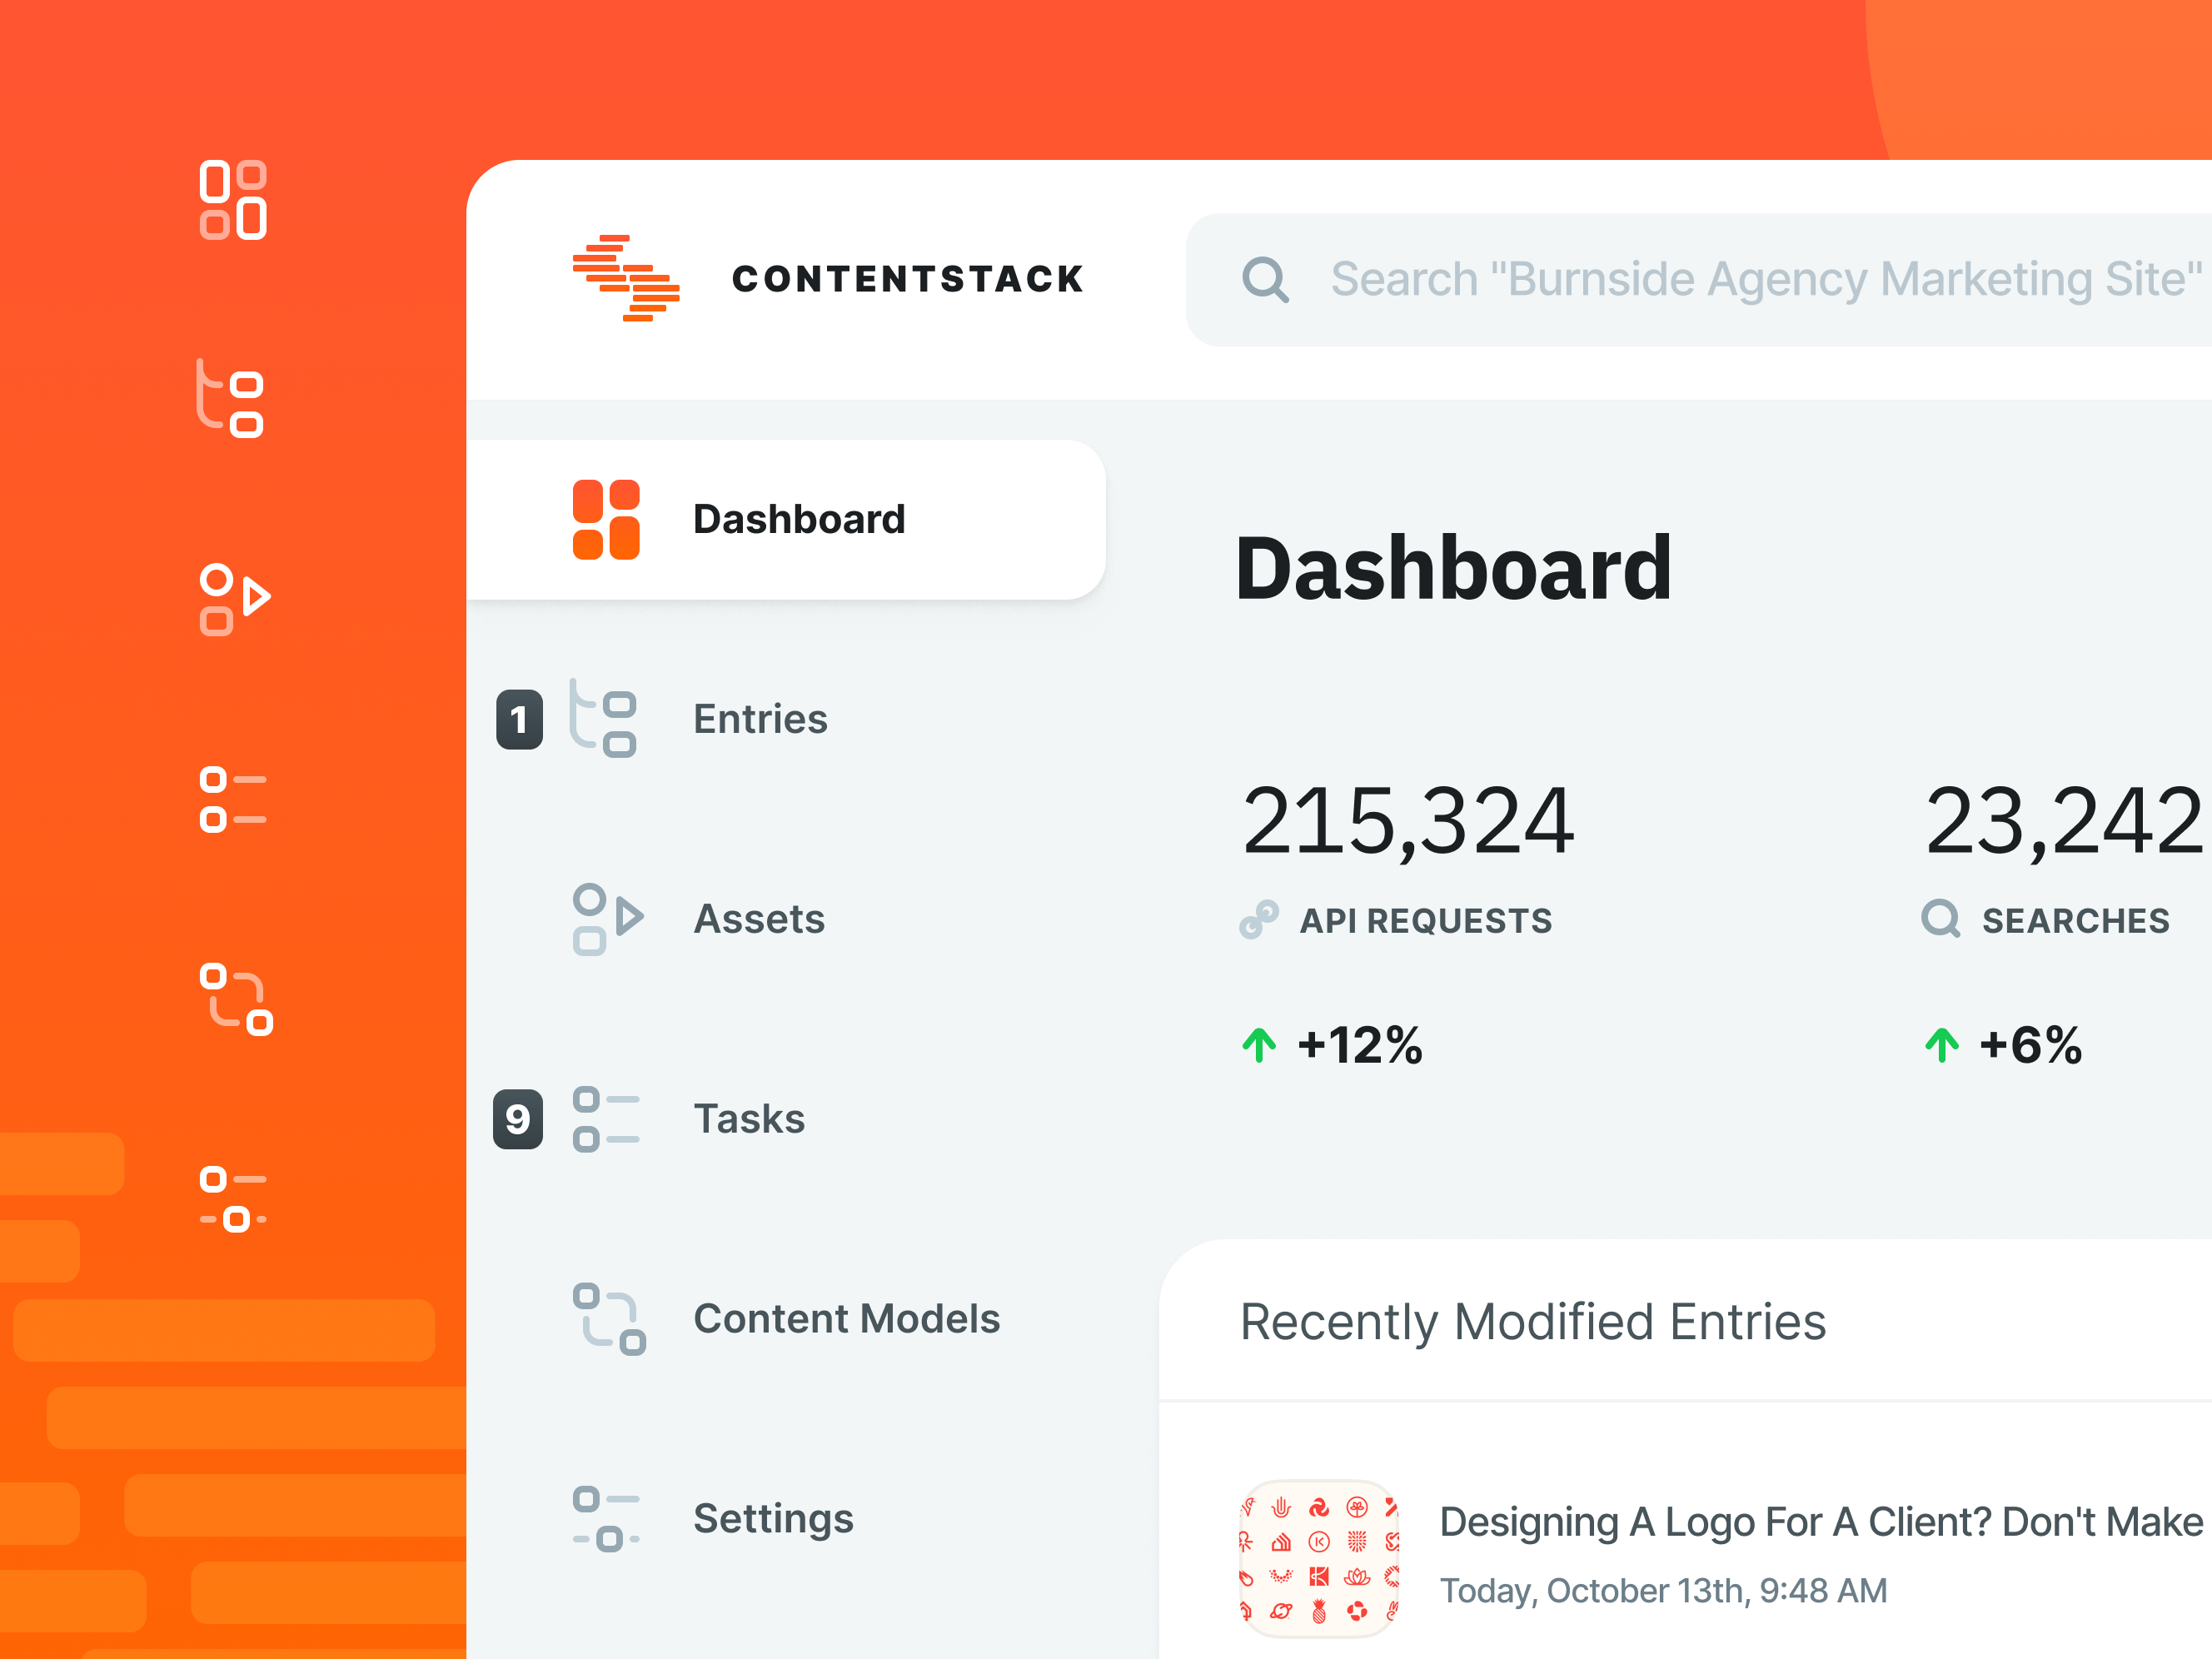 CONTENTSTACK
Search "Burnside Agency Marketing Site"
Dashboard
1 Entries
Assets
9 Tasks
Content Models
Settings
Dashboard
215,324
API REQUESTS
+12%
23,242
SEARCHES
+6%
Recently Modified Entries
Designing A Logo For A Client? Don't Make
Today, October 13th, 9:48 AM